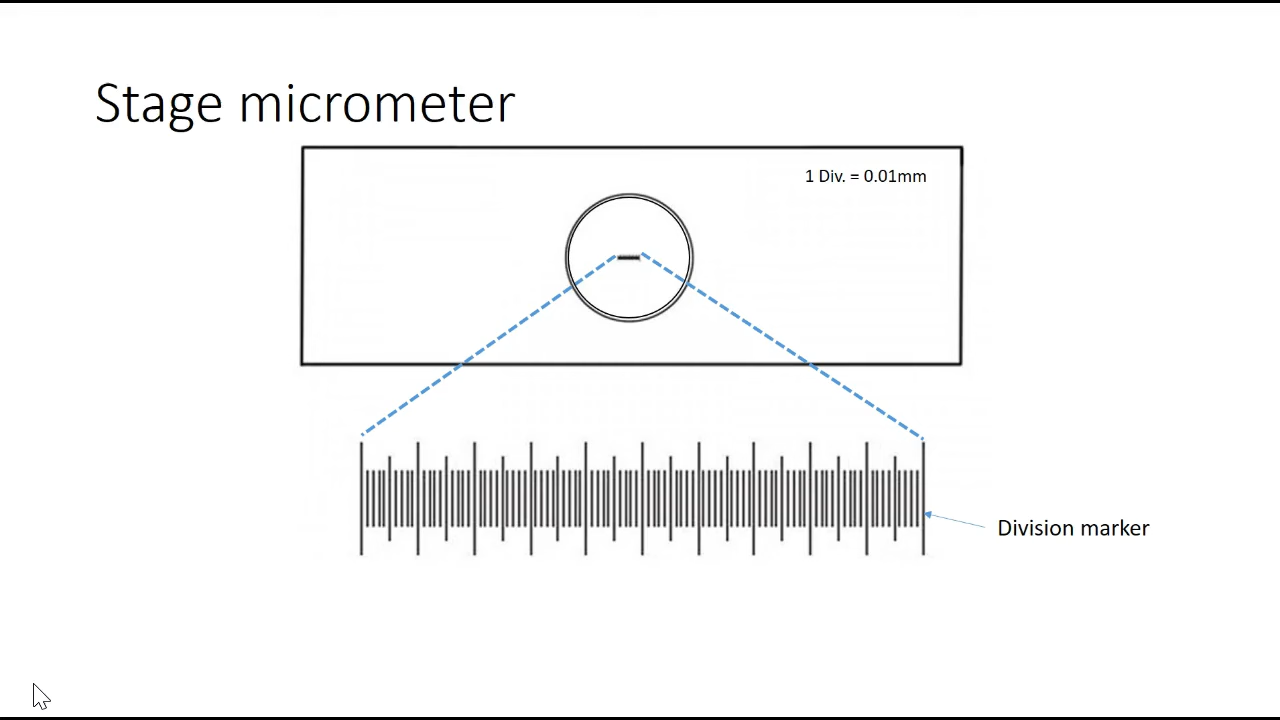 Stage micrometer
1 Div. = 0.01mm
Division marker